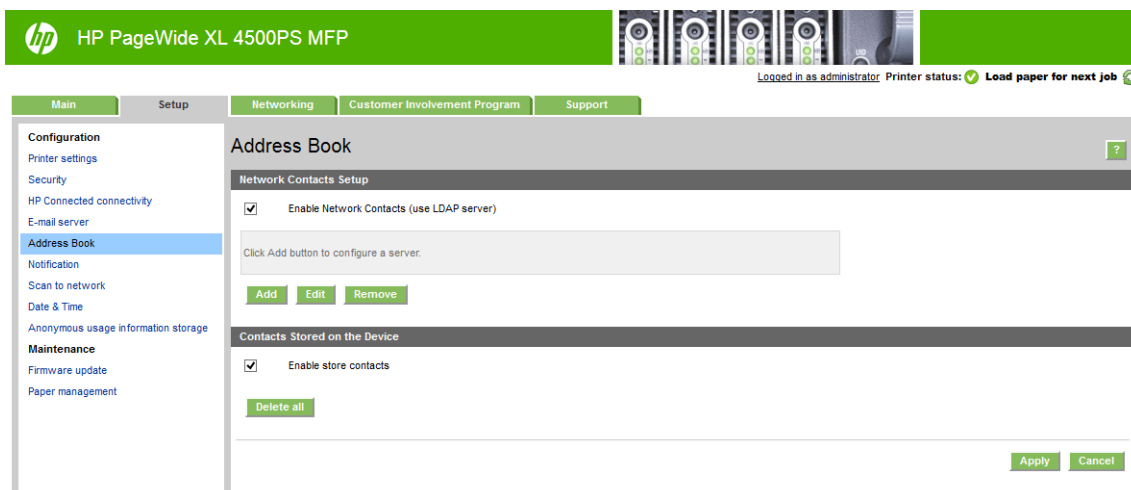 hp HP PageWide XL 4500PS MFP
UID
Logged in as administrator Printer status: Load paper for next job
Main Setup Networking Customer Involvement Program Support
Configuration
Printer settings
Security
HP Connected connectivity
E-mail server
Address Book
Notification
Scan to network
Date & Time
Anonymous usage information storage
Maintenance
Firmware update
Paper management
Address Book ?
Network Contacts Setup
Enable Network Contacts (use LDAP server)
Click Add button to configure a server.
Add Edit Remove
Contacts Stored on the Device
Enable store contacts
Delete all
Apply Cancel